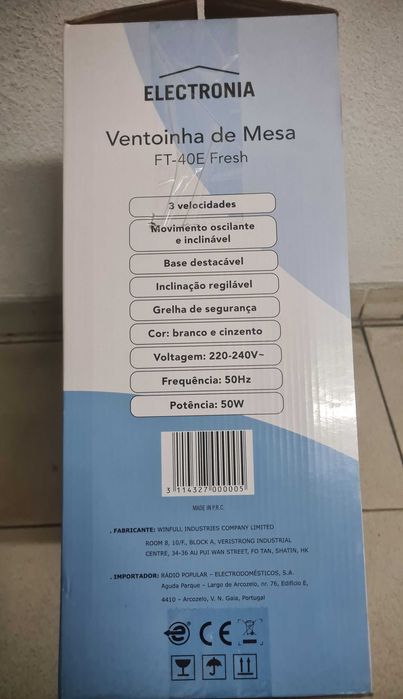 ELECTRONIA
Ventoinha de Mesa
FT-40E Fresh
3 velocidades
Movimento oscilante
e inclinável
Base destacável
Inclinação regilável
Grelha de segurança
Cor: branco e cinzento
Voltagem: 220-240V~
Frequência: 50Hz
Potência: 50W
3 114327 000005
MADE IN P.R.C.
. FABRICANTE: WINFULL INDUSTRIES COMPANY LIMITED
ROOM 8, 10/F., BLOCK A, VERISTRONG INDUSTRIAL
CENTRE, 34-36 AU PUI WAN STREET, FO TAN, SHATIN, HK
. IMPORTADOR: RÁDIO POPULAR – ELECTRODOMÉSTICOS, S.A.
Aguda Parque – Largo de Arcozelo, nr. 76, Edifício E,
4410 – Arcozelo, V. N. Gaia, Portugal
CE